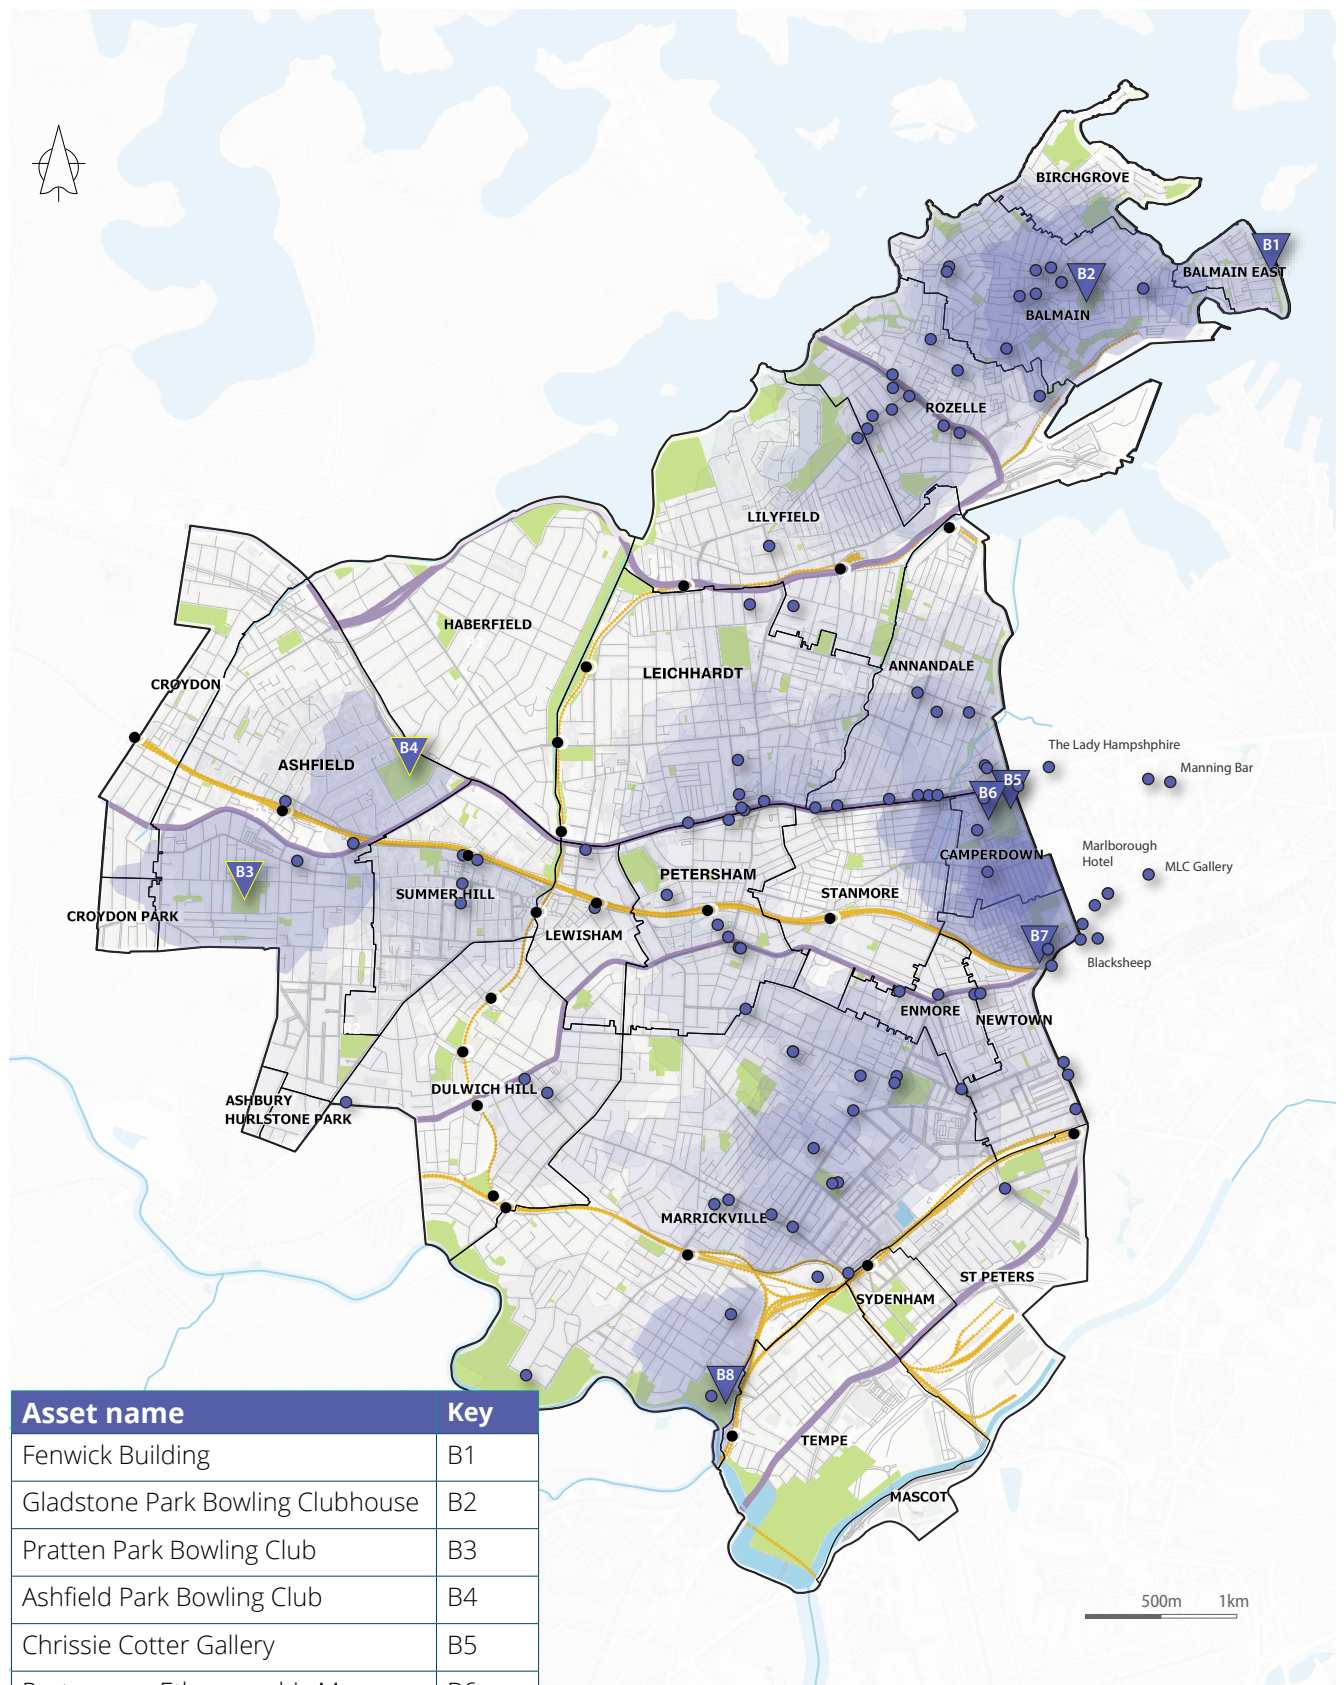 BIRCHGROVE
B1
BALMAIN EAST
B2
BALMAIN
ROZELLE
LILYFIELD
HABERFIELD
LEICHHARDT
ANNANDALE
CROYDON
The Lady Hampshphire
Manning Bar
B4
ASHFIELD
B5
B6
Marlborough
Hotel
MLC Gallery
CAMPERDOWN
B3
PETERSHAM
STANMORE
SUMMER HILL
CROYDON PARK
LEWISHAM
B7
Blacksheep
ENMORE
NEWTOWN
DULWICH HILL
ASHBURY
HURLSTONE PARK
MARRICKVILLE
ST PETERS
SYDENHAM
B8
TEMPE
MASCOT
500m 1km
Asset name Key
Fenwick Building B1
Gladstone Park Bowling Clubhouse B2
Pratten Park Bowling Club B3
Ashfield Park Bowling Club B4
Chrissie Cotter Gallery B5
B6